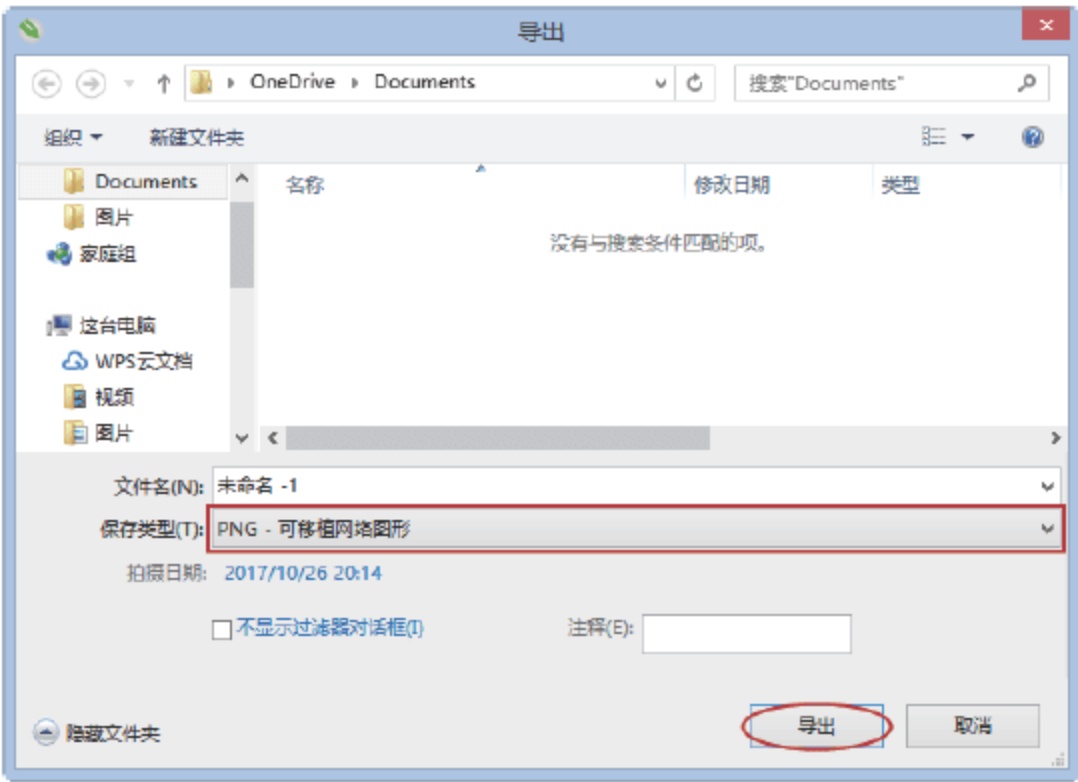 导出
OneDrive Documents
搜索"Documents"
组织 新建文件夹
Documents
名称 修改日期 类型
图片
没有与搜索条件匹配的项。
家庭组
这台电脑
WPS云文档
视频
图片
文件名(N): 未命名 -1
保存类型(T): PNG - 可移植网络图形
拍摄日期: 2017/10/26 20:14
不显示过滤器对话框(I)
注释(E):
隐藏文件夹
导出 取消